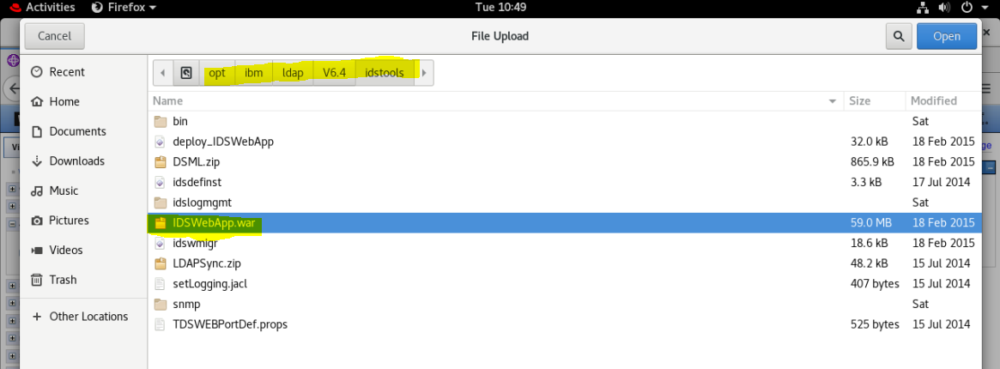 Activities Firefox Tue 10:49
Cancel File Upload Open
opt ibm ldap V6.4 idstools
Recent
Home
Documents
Downloads
Music
Pictures
Videos
Trash
Other Locations
Name Size Modified
bin Sat
deploy_IDSWebApp 32.0 kB 18 Feb 2015
DSML.zip 865.9 kB 18 Feb 2015
idsdefinst 3.3 kB 17 Jul 2014
idslogmgmt Sat
IDSWebApp.war 59.0 MB 18 Feb 2015
idswmigr 18.6 kB 18 Feb 2015
LDAPSync.zip 48.2 kB 15 Jul 2014
setLogging.jacl 407 bytes 15 Jul 2014
snmp Sat
TDSWEBPortDef.props 525 bytes 15 Jul 2014